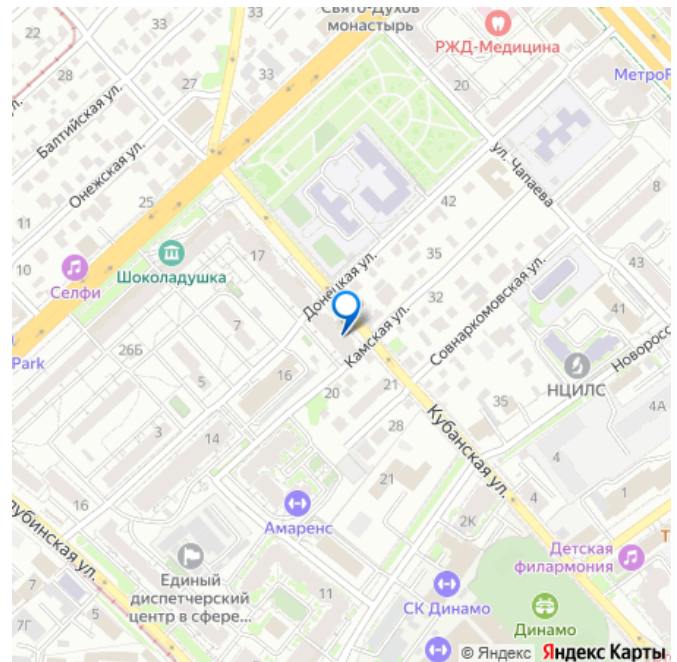 Свято-Духов
монастырь
22
33
33
РЖД-Медицина
28
27
20
МетроF
Балтийская ул.
ул. Чапаева
Онежская ул.
25
42
8
11
17
35
43
10
Шоколадушка
Донецкая ул.
Селфи
32
41
7
Камская ул.
Совнаркомовская ул.
Park
26Б
Новоросс
5
16
21
НЦИЛС
20
35
4А
3
14
28
Кубанская ул.
4
16
21
1
лубинская ул.
Амаренс
2К
4
Т
Детская
филармония
Единый
диспетчерский
центр в сфере...
7
11
СК Динамо
7Г
Динамо
© Яндекс Яндекс Карты